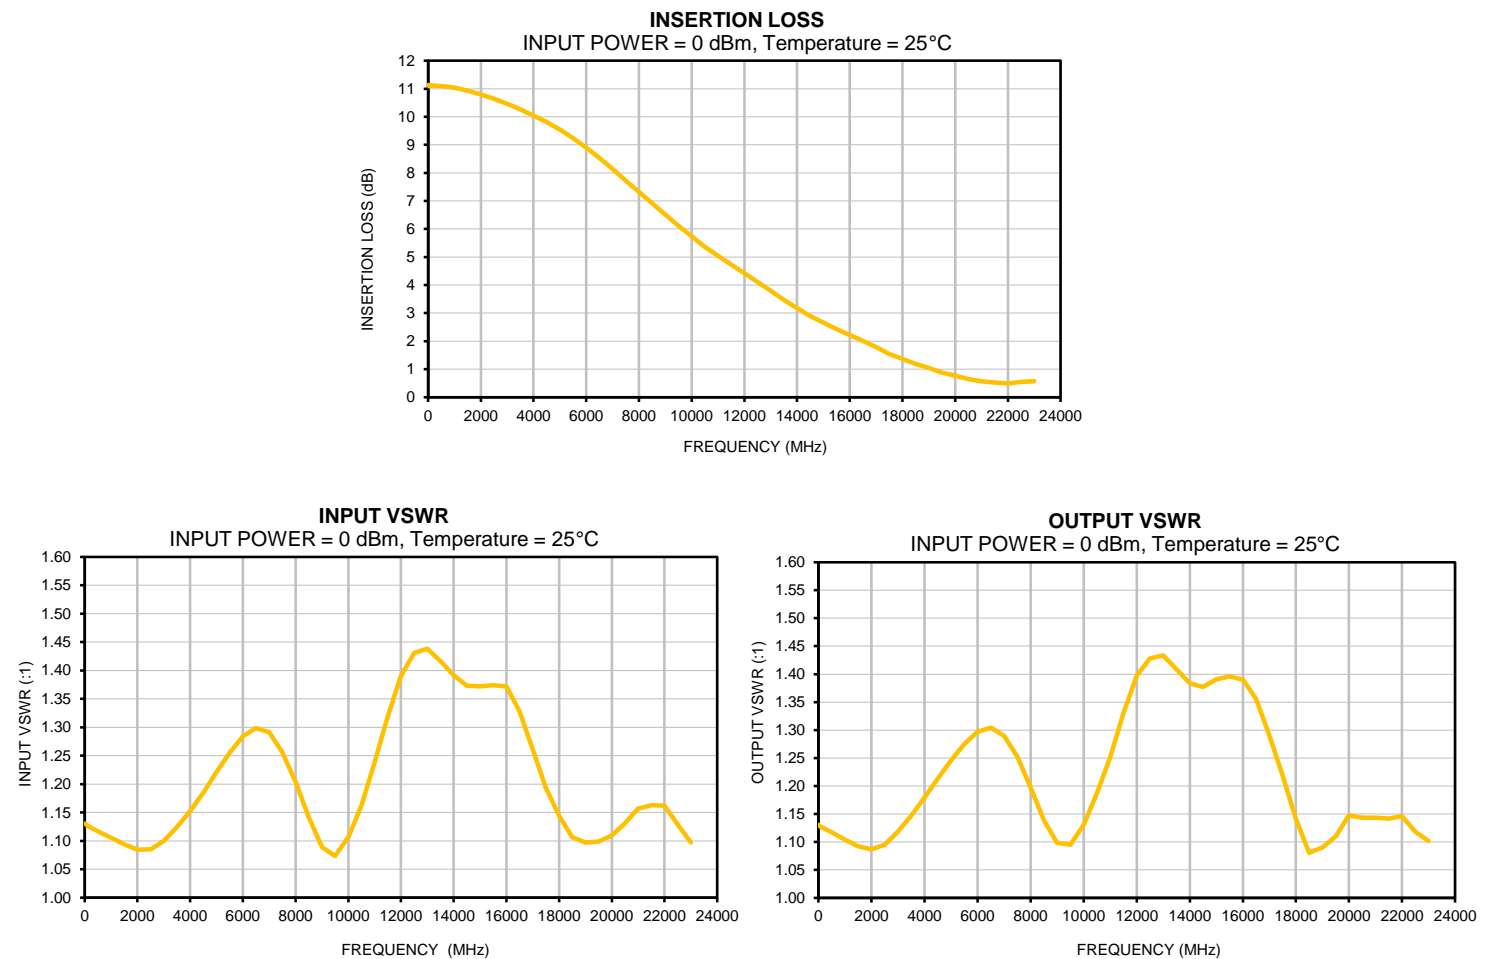 INSERTION LOSS
INPUT POWER = 0 dBm, Temperature = 25°C
INSERTION LOSS (dB)
12
11
10
9
8
7
6
5
4
3
2
1
0
0 2000 4000 6000 8000 10000 12000 14000 16000 18000 20000 22000 24000
FREQUENCY (MHz)
INPUT VSWR
INPUT POWER = 0 dBm, Temperature = 25°C
INPUT VSWR (:1)
1.60
1.55
1.50
1.45
1.40
1.35
1.30
1.25
1.20
1.15
1.10
1.05
1.00
0 2000 4000 6000 8000 10000 12000 14000 16000 18000 20000 22000 24000
FREQUENCY (MHz)
OUTPUT VSWR
INPUT POWER = 0 dBm, Temperature = 25°C
OUTPUT VSWR (:1)
1.60
1.55
1.50
1.45
1.40
1.35
1.30
1.25
1.20
1.15
1.10
1.05
1.00
0 2000 4000 6000 8000 10000 12000 14000 16000 18000 20000 22000 24000
FREQUENCY (MHz)